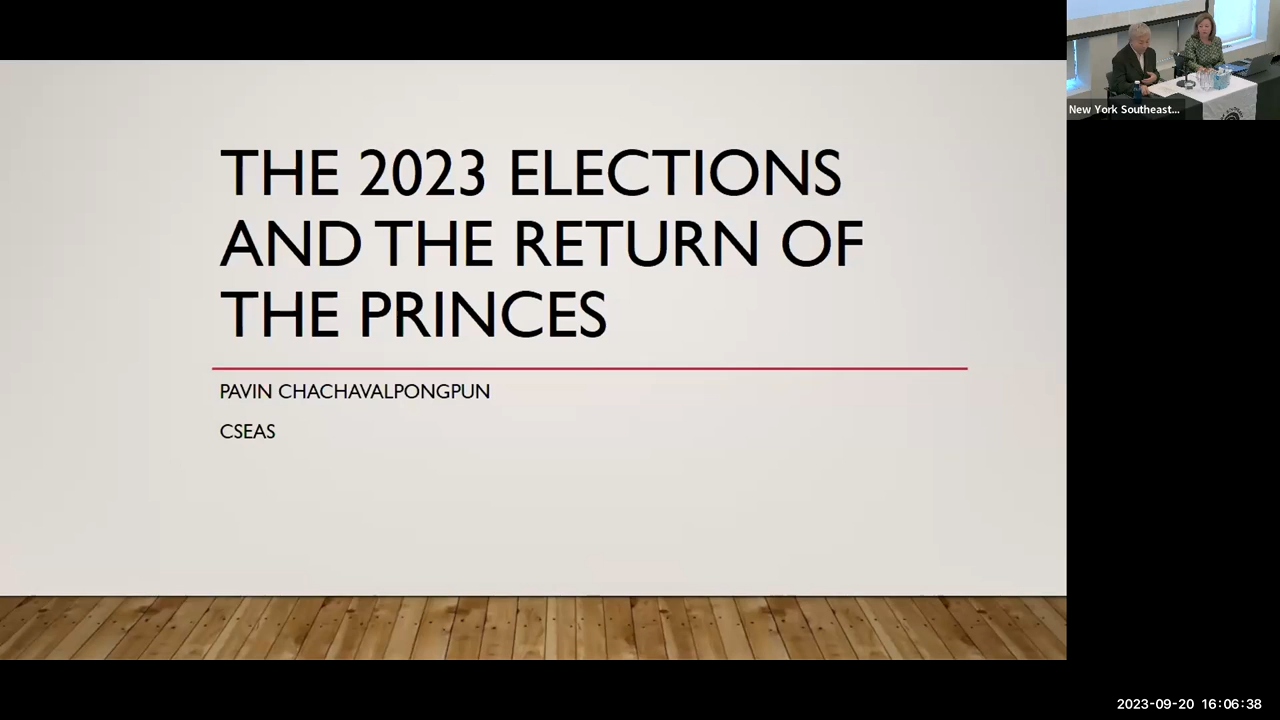 THE 2023 ELECTIONS
AND THE RETURN OF
THE PRINCES
PAVIN CHACHAVALPONGPUN
CSEAS
New York Southeast...
2023-09-20 16:06:38